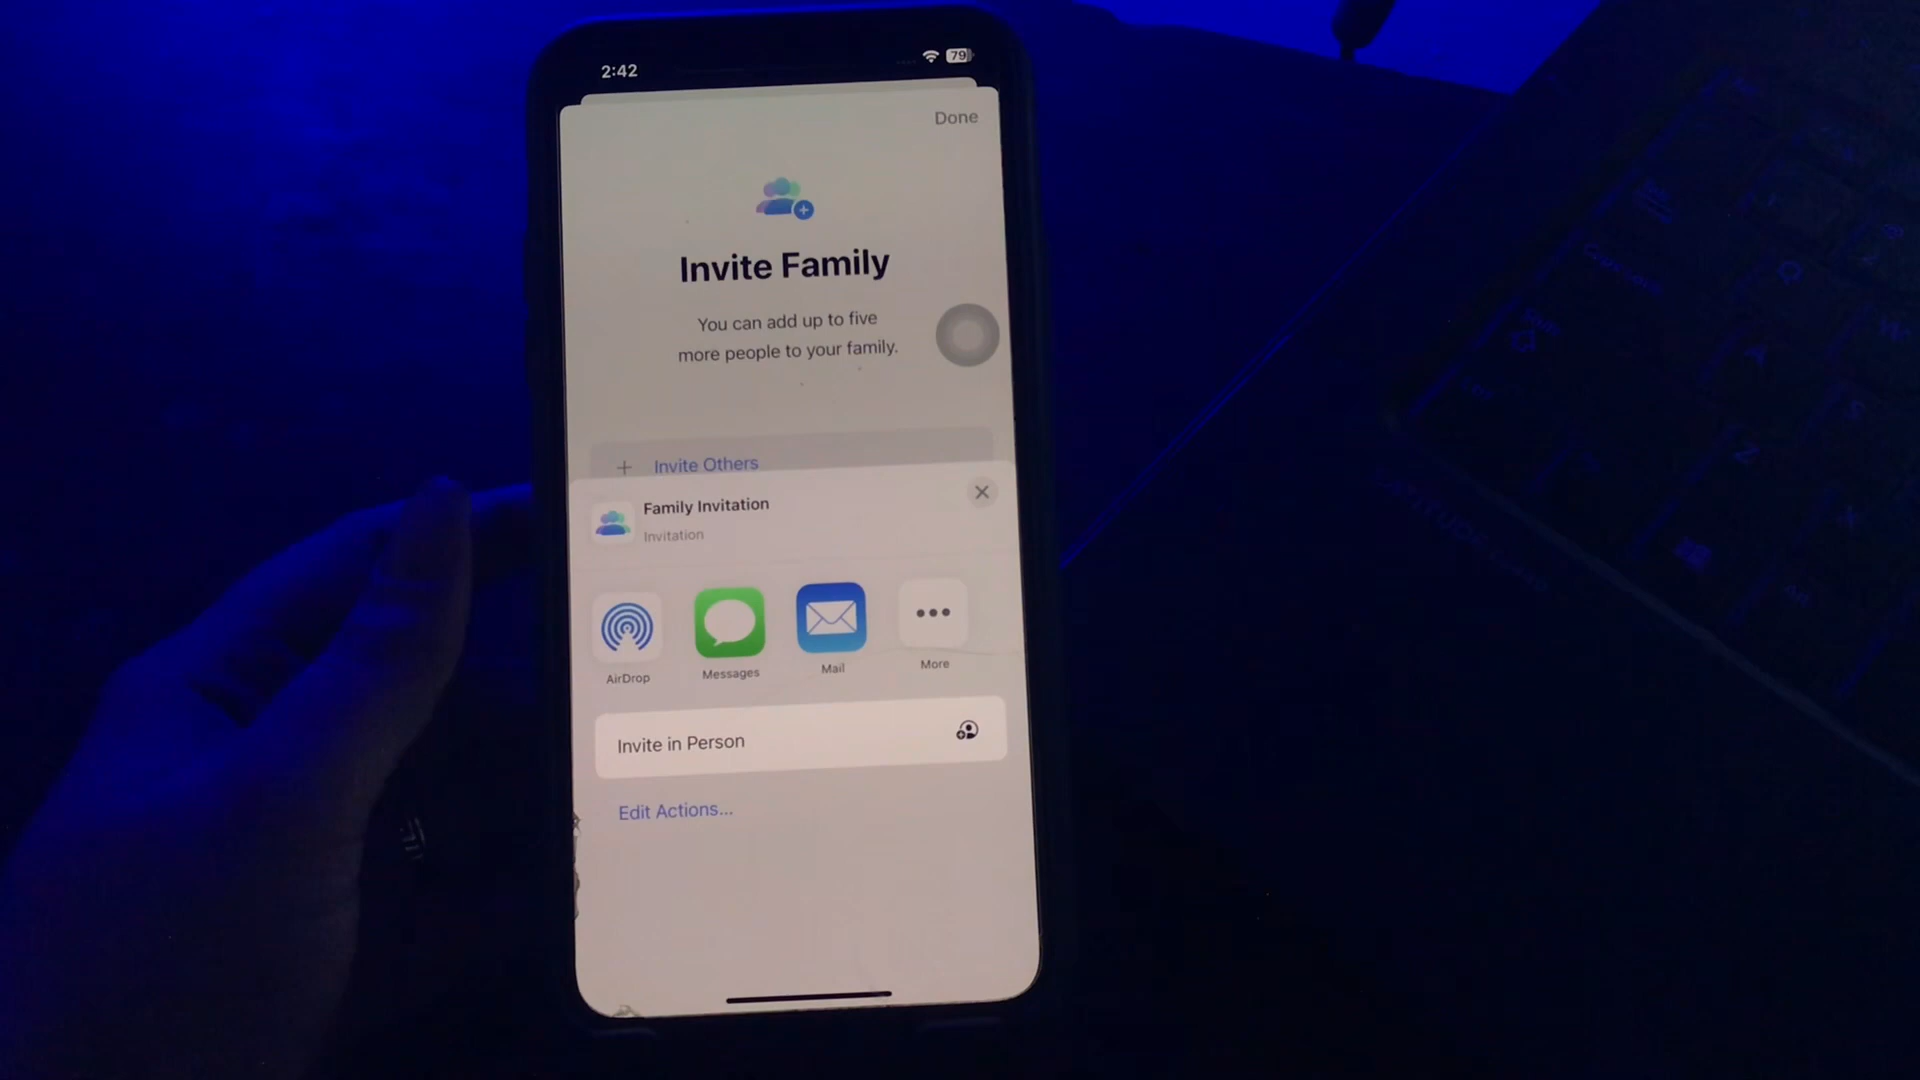 2:42
79
Done
Invite Family
You can add up to five
more people to your family.
+ Invite Others
Family Invitation
Invitation
AirDrop
Messages
Mail
More
Invite in Person
Edit Actions...